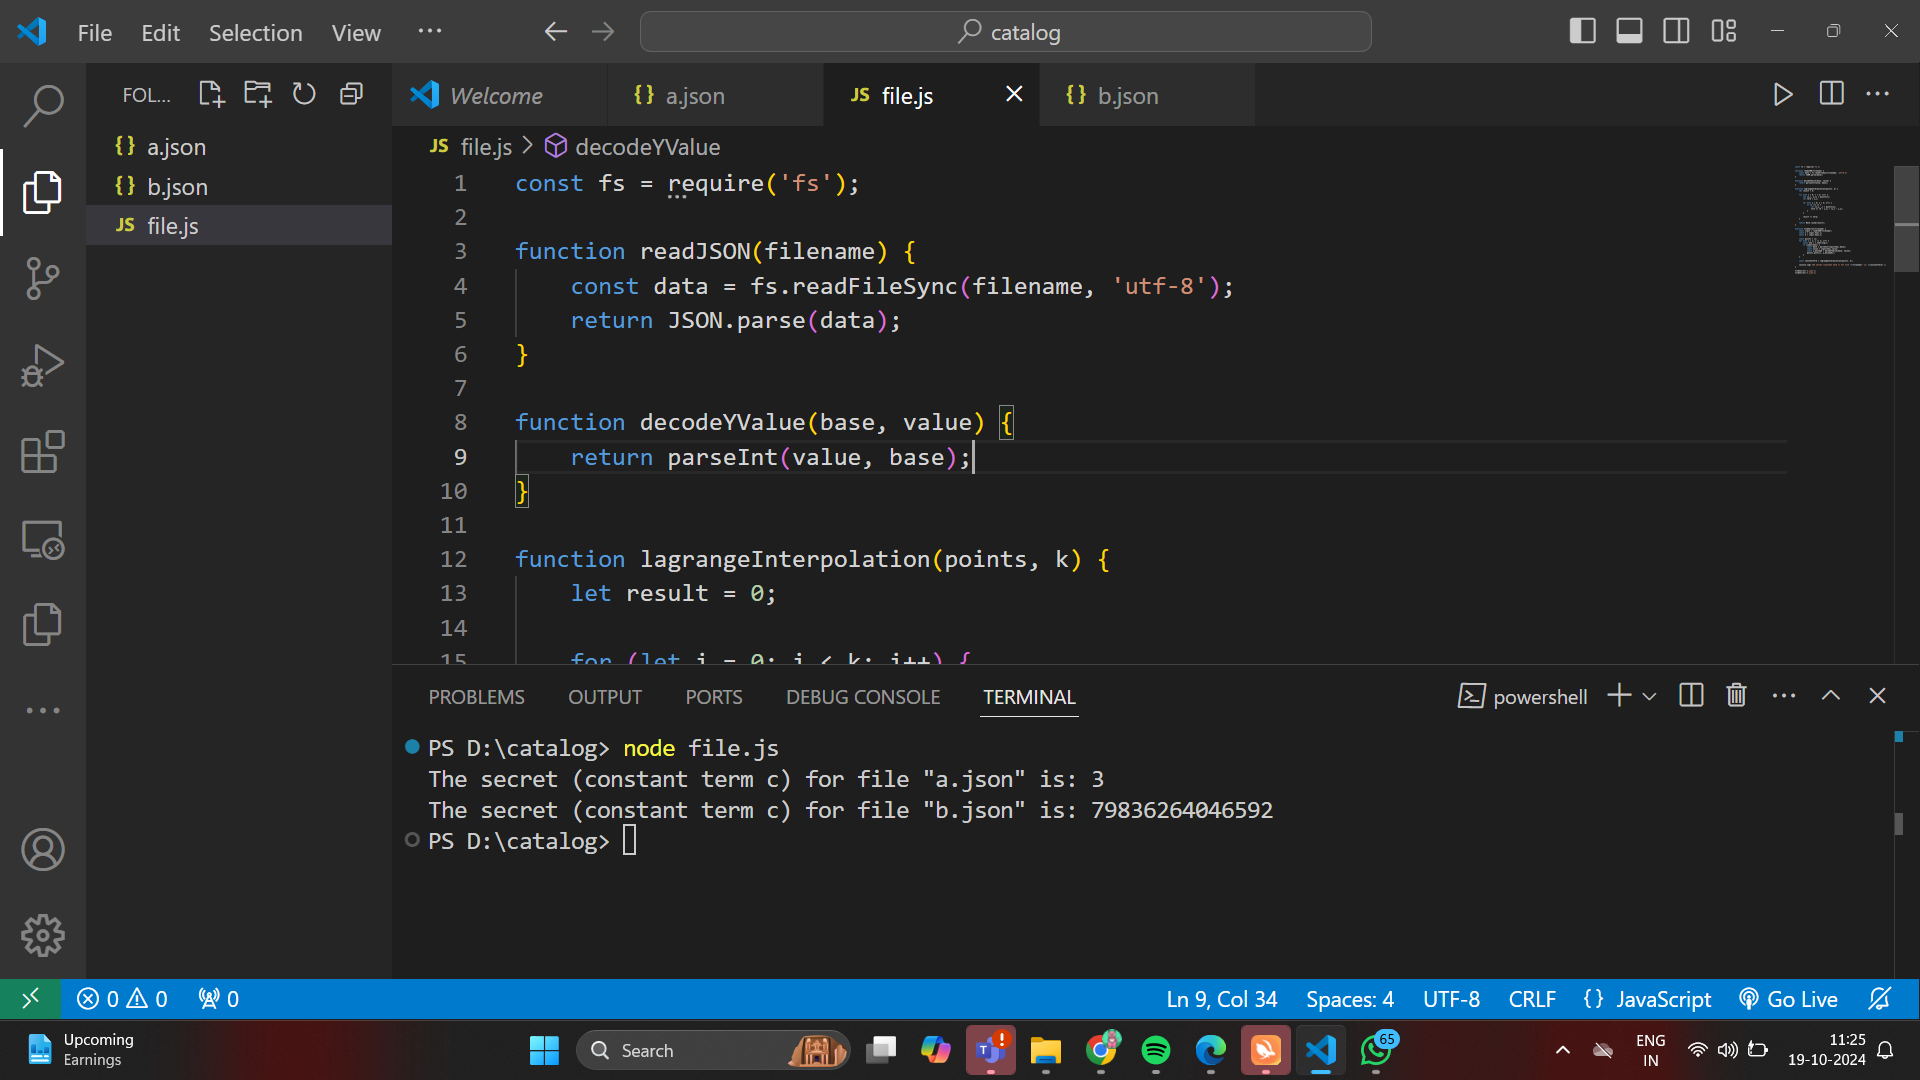 File Edit Selection View ···
catalog
FOL...
Welcome
a.json
JS file.js
b.json
{} a.json
{} b.json
JS file.js
JS file.js > decodeYValue
1 const fs = require('fs');
2
3 function readJSON(filename) {
4 const data = fs.readFileSync(filename, 'utf-8');
5 return JSON.parse(data);
6 }
7
8 function decodeYValue(base, value) {
9 return parseInt(value, base);
10 }
11
12 function lagrangeInterpolation(points, k) {
13 let result = 0;
14
15 for (let i = 0; i < k; i++) {
PROBLEMS OUTPUT PORTS DEBUG CONSOLE TERMINAL
powershell
PS D:\catalog> node file.js
The secret (constant term c) for file "a.json" is: 3
The secret (constant term c) for file "b.json" is: 79836264046592
PS D:\catalog>
0 0 0
Ln 9, Col 34 Spaces: 4 UTF-8 CRLF {} JavaScript Go Live
Upcoming
Earnings
Search
65
ENG
IN
11:25
19-10-2024